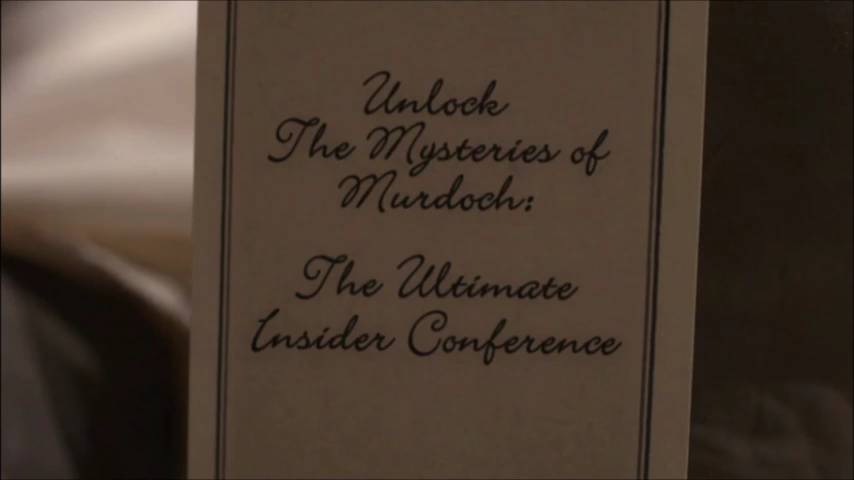 Unlock
The Mysteries of
Murdoch:
The Ultimate
Insider Conference